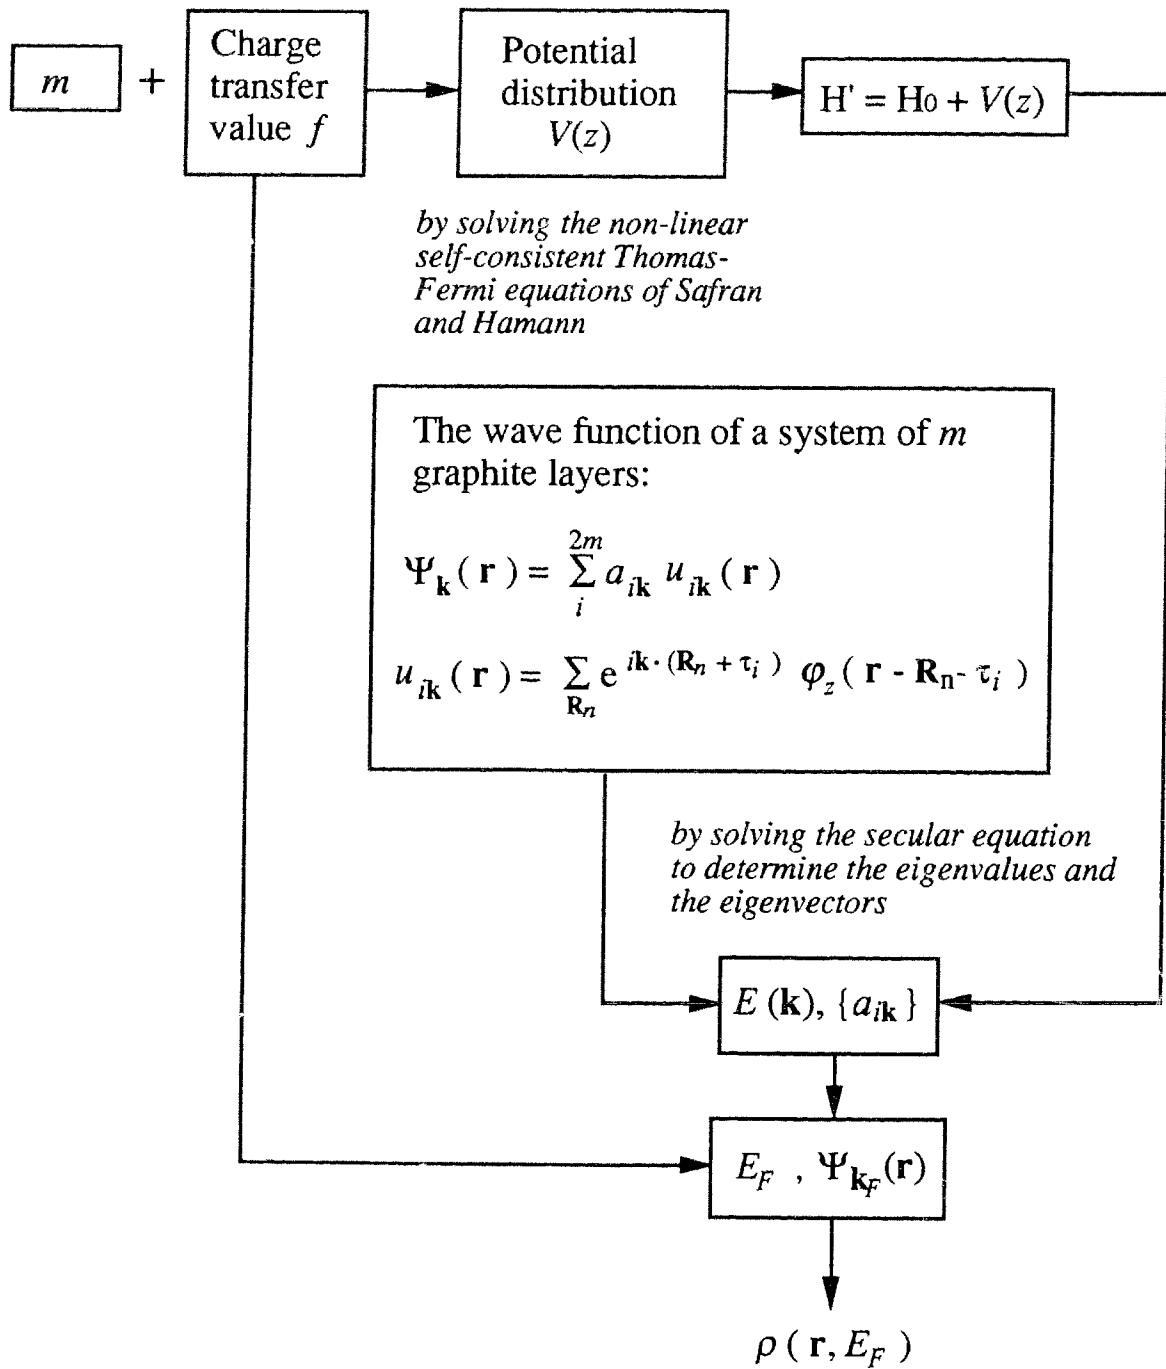 m + Charge transfer value f
Potential
distribution
V(z)
H' = H0 + V(z)
by solving the non-linear
self-consistent Thomas-
Fermi equations of Safran
and Hamann
The wave function of a system of m
graphite layers:
Ψk ( r ) = Σ i 2m aik uik ( r )
uik ( r ) = Σ Rn e ik · (Rn + τi ) φz ( r - Rn - τi )
by solving the secular equation
to determine the eigenvalues and
the eigenvectors
E (k), {aik }
EF , ΨkF(r)
ρ ( r, EF )